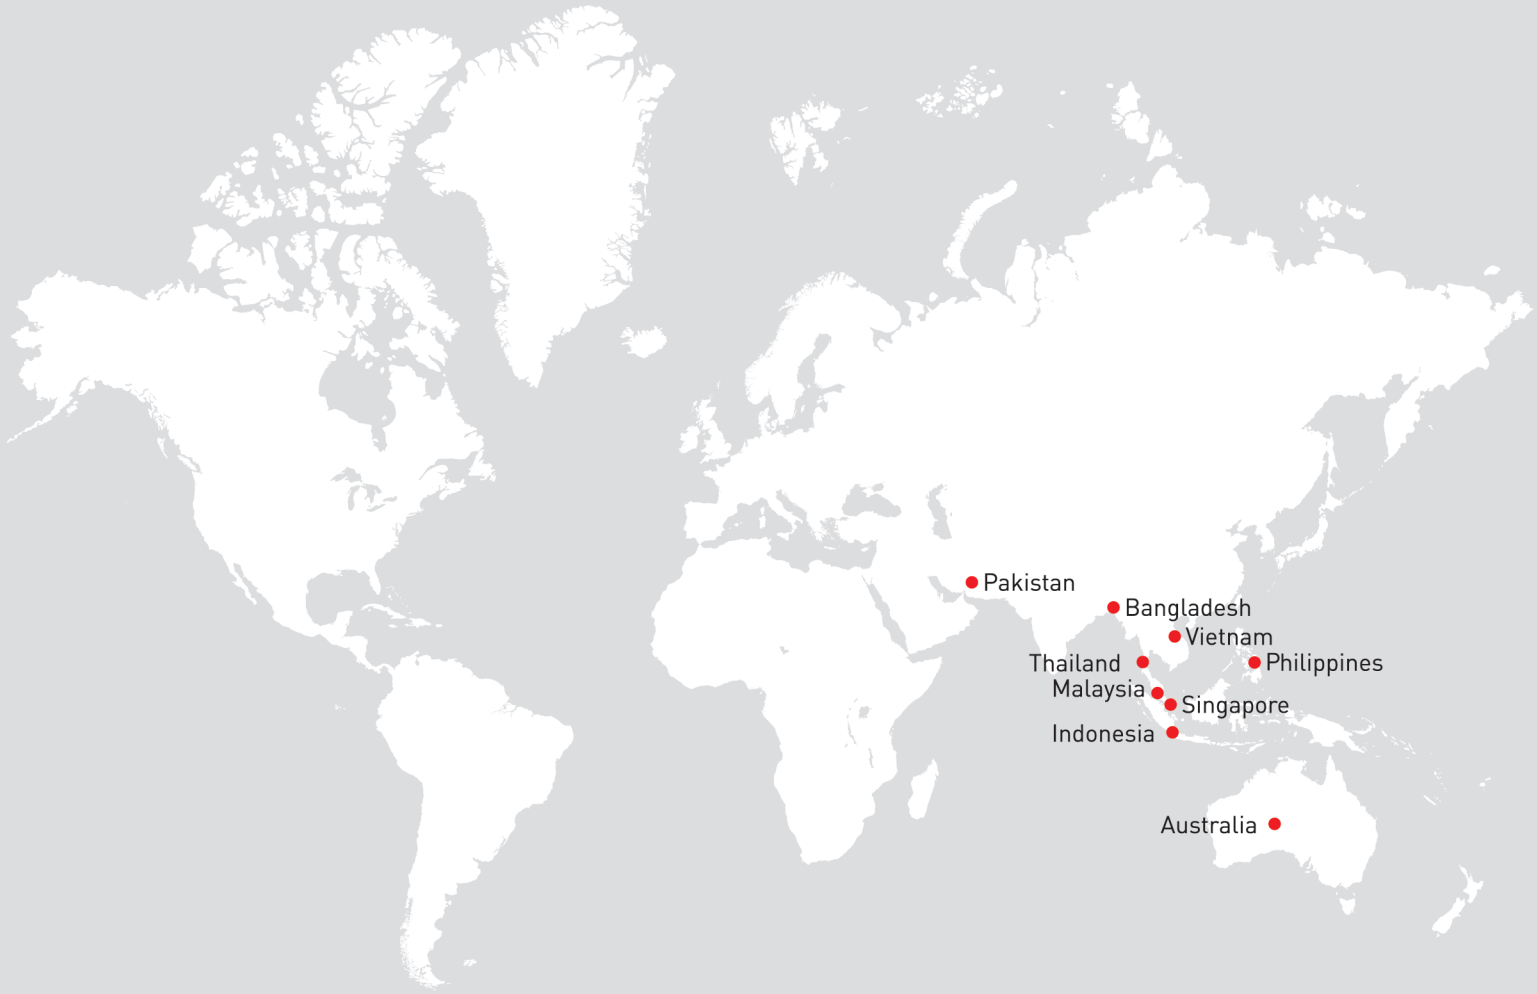 Pakistan
Bangladesh
Vietnam
Thailand
Philippines
Malaysia
Singapore
Indonesia
Australia